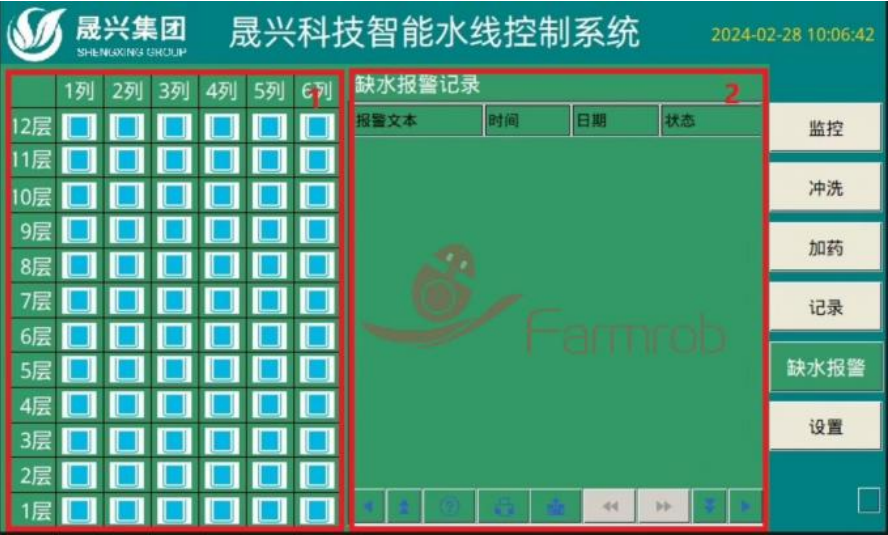 晟兴集团
SHENGXING GROUP
晟兴科技智能水线控制系统
2024-02-28 10:06:42
1列 2列 3列 4列 5列 6列
1
12层
11层
10层
9层
8层
7层
6层
5层
4层
3层
2层
1层
缺水报警记录
2
报警文本 时间 日期 状态
Farmrob
监控
冲洗
加药
记录
缺水报警
设置